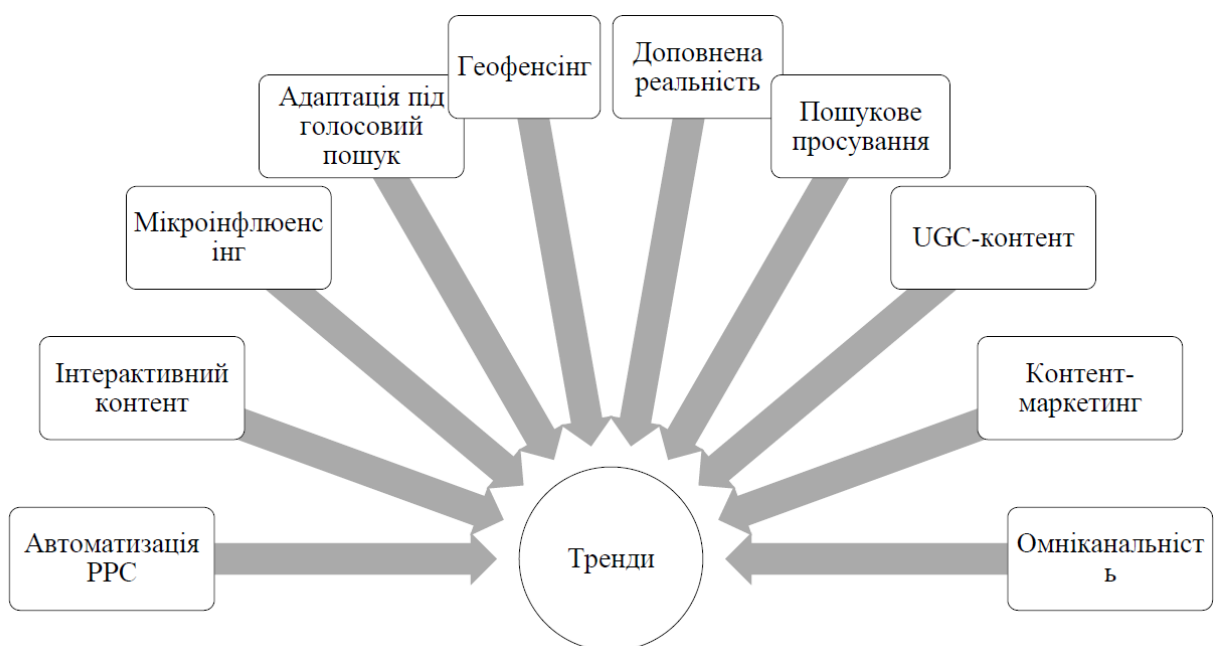 Геофенсінг
Доповнена
реальність
Адаптація під
голосовий
пошук
Пошукове
просування
Мікроінфлюенс
інг
UGC-контент
Інтерактивний
контент
Контент-
маркетинг
Автоматизація
PPC
Тренди
Омніканальніст
ь